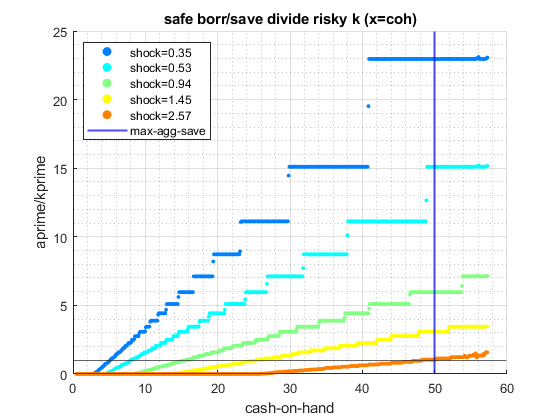 safe borr/save divide risky k (x=coh)
shock=0.35
shock=0.53
shock=0.94
shock=1.45
shock=2.57
max-agg-save
aprime/kprime
25
20
15
10
5
0
0 10 20 30 40 50 60
cash-on-hand